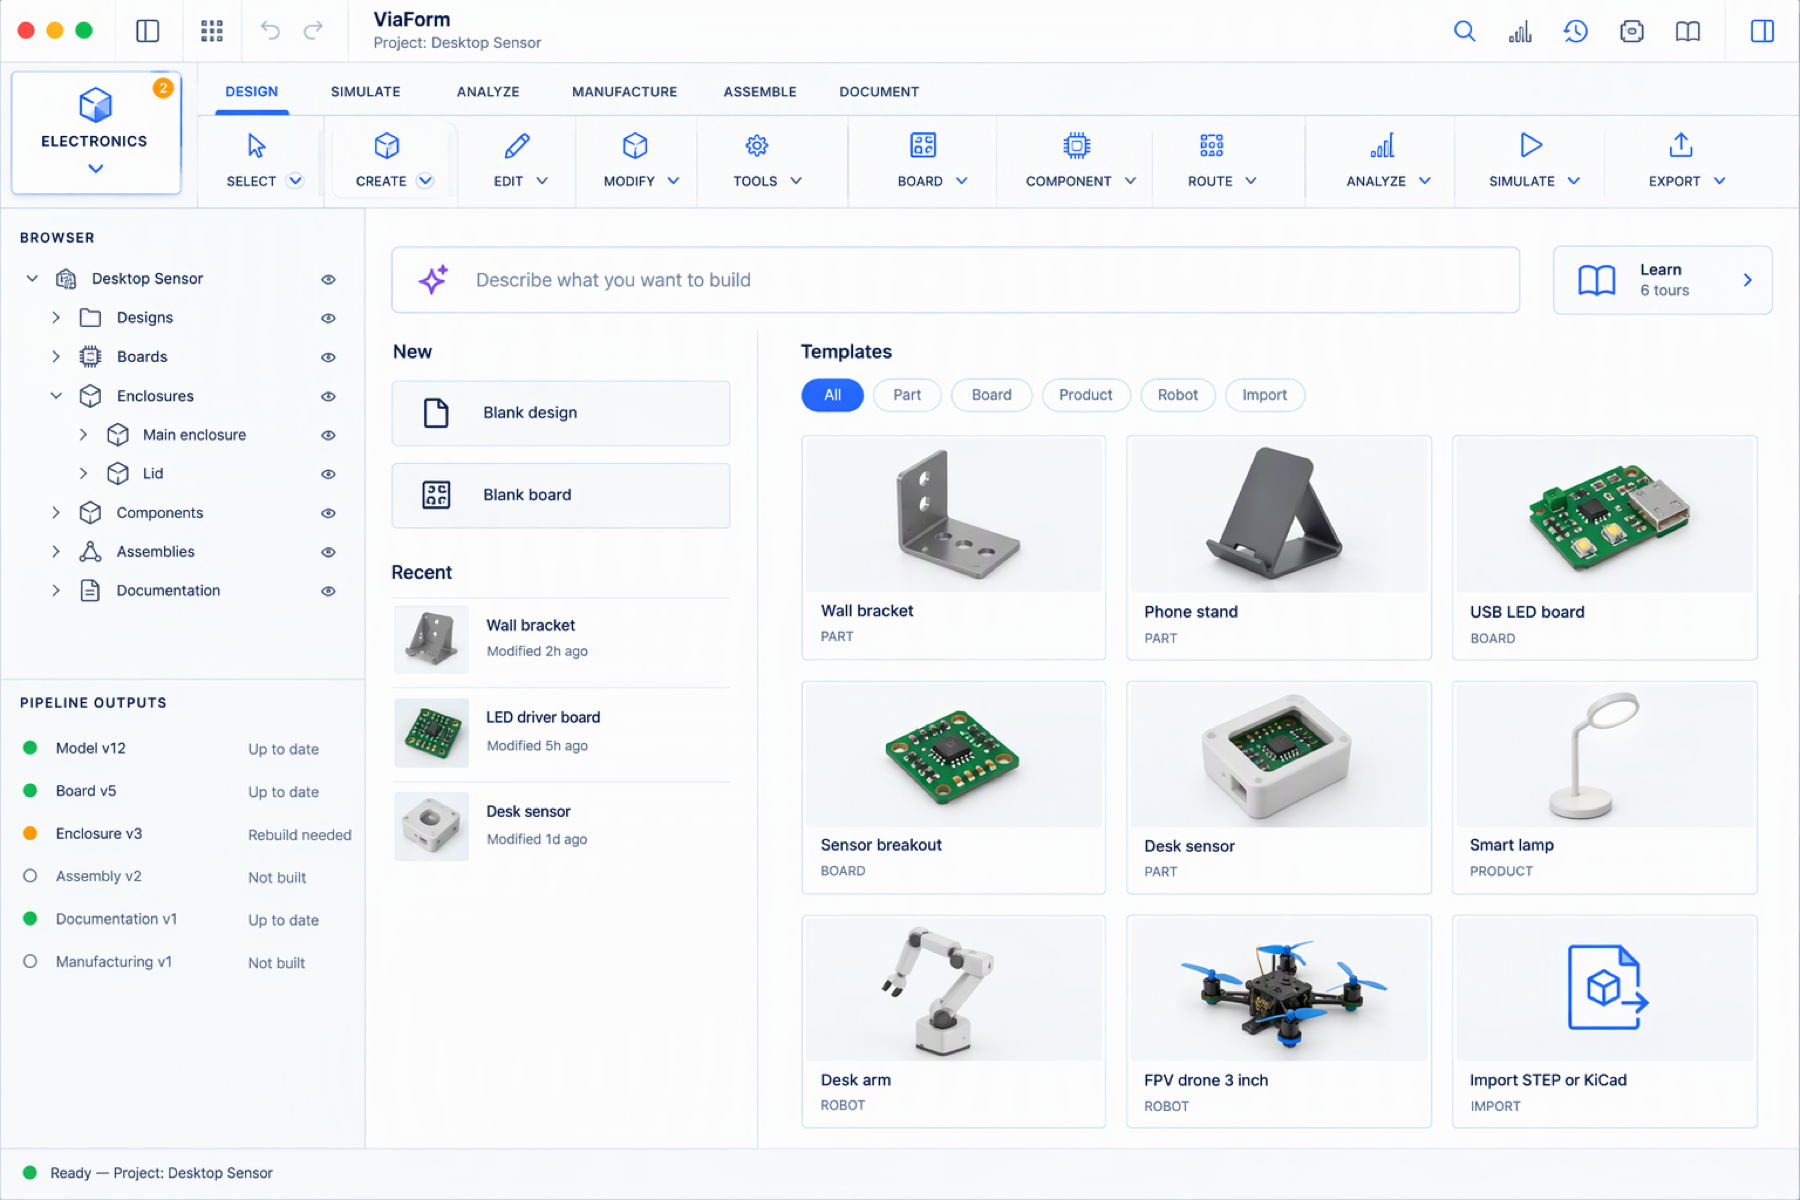 ViaForm
Project: Desktop Sensor
2
ELECTRONICS
DESIGN
SIMULATE
ANALYZE
MANUFACTURE
ASSEMBLE
DOCUMENT
SELECT
CREATE
EDIT
MODIFY
TOOLS
BOARD
COMPONENT
ROUTE
ANALYZE
SIMULATE
EXPORT
BROWSER
Desktop Sensor
Designs
Boards
Enclosures
Main enclosure
Lid
Components
Assemblies
Documentation
PIPELINE OUTPUTS
Model v12 Up to date
Board v5 Up to date
Enclosure v3 Rebuild needed
Assembly v2 Not built
Documentation v1 Up to date
Manufacturing v1 Not built
Describe what you want to build
Learn
6 tours
New
Blank design
Blank board
Recent
Wall bracket
Modified 2h ago
LED driver board
Modified 5h ago
Desk sensor
Modified 1d ago
Templates
All
Part
Board
Product
Robot
Import
Wall bracket
PART
Phone stand
PART
USB LED board
BOARD
Sensor breakout
BOARD
Desk sensor
PART
Smart lamp
PRODUCT
Desk arm
ROBOT
FPV drone 3 inch
ROBOT
Import STEP or KiCad
IMPORT
Ready — Project: Desktop Sensor